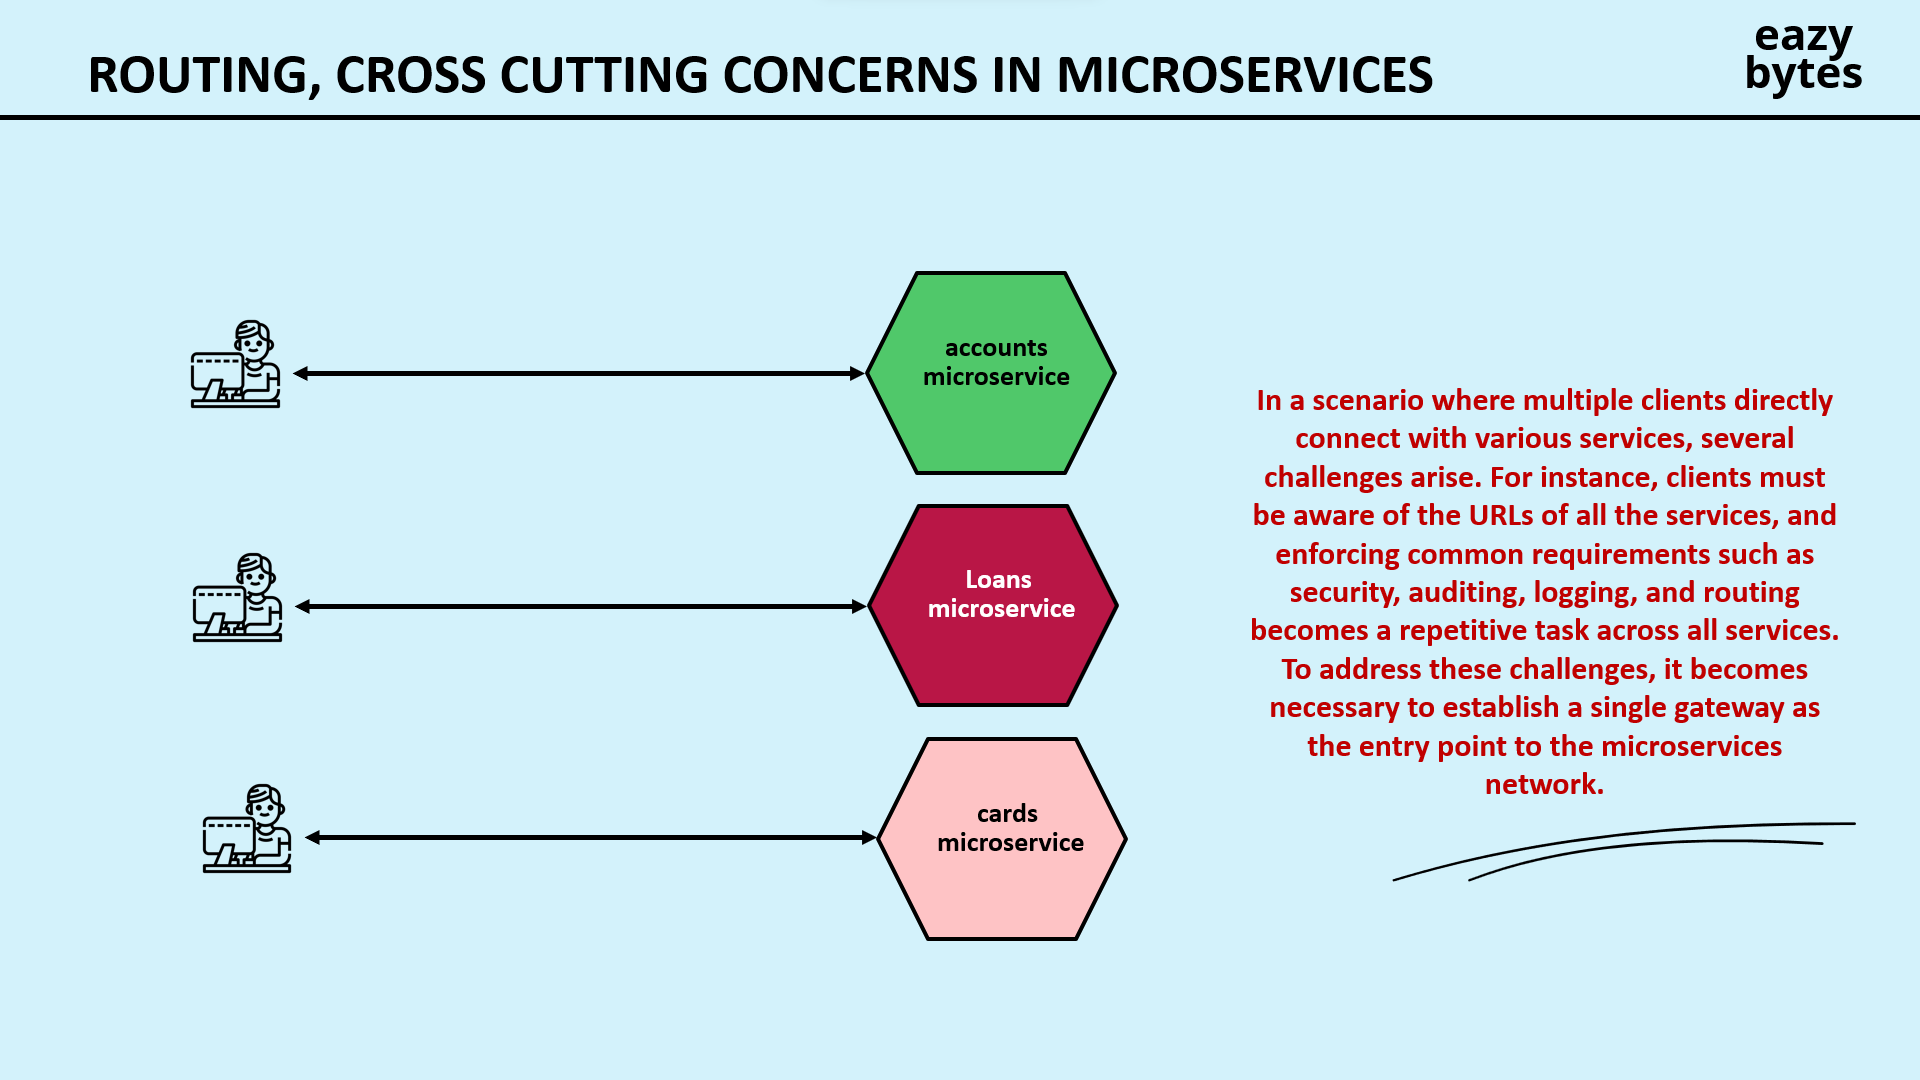 ROUTING, CROSS CUTTING CONCERNS IN MICROSERVICES
eazy
bytes
accounts
microservice
Loans
microservice
cards
microservice
In a scenario where multiple clients directly
connect with various services, several
challenges arise. For instance, clients must
be aware of the URLs of all the services, and
enforcing common requirements such as
security, auditing, logging, and routing
becomes a repetitive task across all services.
To address these challenges, it becomes
necessary to establish a single gateway as
the entry point to the microservices
network.